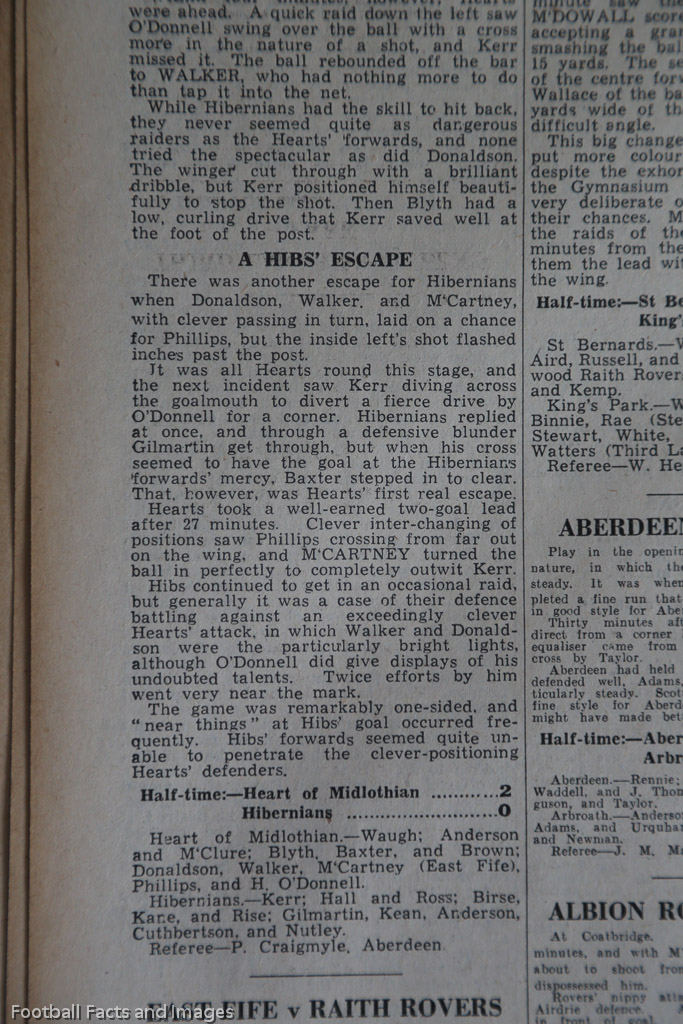 were ahead. A quick raid down the left saw
O'Donnell swing over the ball with a cross
more in the nature of a shot, and Kerr
missed it. The ball rebounded off the bar
to WALKER, who had nothing more to do
than tap it into the net.
While Hibernians had the skill to hit back,
they never seemed quite as dangerous
raiders as the Hearts' forwards, and none
tried the spectacular as did Donaldson.
The winger cut through with a brilliant
dribble, but Kerr positioned himself beauti-
fully to stop the shot. Then Blyth had a
low, curling drive that Kerr saved well at
the foot of the post.
A HIBS' ESCAPE
There was another escape for Hibernians
when Donaldson, Walker, and M'Cartney,
with clever passing in turn, laid on a chance
for Phillips, but the inside left's shot flashed
inches past the post.
It was all Hearts round this stage, and
the next incident saw Kerr diving across
the goalmouth to divert a fierce drive by
O'Donnell for a corner. Hibernians replied
at once, and through a defensive blunder
Gilmartin get through, but when his cross
seemed to have the goal at the Hibernians
forwards' mercy, Baxter stepped in to clear.
That, however, was Hearts' first real escape.
Hearts took a well-earned two-goal lead
after 27 minutes. Clever inter-changing of
positions saw Phillips crossing from far out
on the wing, and M'CARTNEY turned the
ball in perfectly to completely outwit Kerr.
Hibs continued to get in an occasional raid,
but generally it was a case of their defence
battling against an exceedingly clever
Hearts' attack, in which Walker and Donald-
son were the particularly bright lights,
although O'Donnell did give displays of his
undoubted talents. Twice efforts by him
went very near the mark.
The game was remarkably one-sided, and
"near things" at Hibs' goal occurred fre-
quently. Hibs' forwards seemed quite un-
able to penetrate the clever-positioning
Hearts' defenders.
Half-time:—Heart of Midlothian ............2
Hibernians ...........................0
Heart of Midlothian.—Waugh; Anderson
and M'Clure; Blyth, Baxter, and Brown;
Donaldson, Walker, M'Cartney (East Fife),
Phillips, and H. O'Donnell.
Hibernians.—Kerr; Hall and Ross; Birse,
Kane, and Rise; Gilmartin, Kean, Anderson,
Cuthbertson, and Nutley.
Referee—P. Craigmyle, Aberdeen.
EAST FIFE v RAITH ROVERS
minute saw the
M'DOWALL score
accepting a gra
smashing the bal
15 yards. The se
of the centre forw
Wallace of the ba
yards wide of th
difficult angle.
This big change
put more colour
despite the exhor
the Gymnasium
very deliberate o
their chances. M
the raids of the
minutes from the
them the lead wit
the wing.
Half-time:—St Be
King's
St Bernards.—W
Aird, Russell, and
wood Raith Rover
and Kemp.
King's Park.—W
Binnie, Rae (Ste
Stewart, White,
Watters (Third La
Referee—W. He
ABERDEEN
Play in the openin
nature, in which the
steady. It was when
pleted a fine run that
in good style for Abe
Thirty minutes aft
direct from a corner
equaliser came from
cross by Taylor.
Aberdeen had held
defended well, Adams,
ticularly steady. Scot
fine style for Aberd
might have made bet
Half-time:—Aber
Arbr
Aberdeen.—Rennie;
Waddell, and J. Thom
guson, and Taylor.
Arbroath.—Anderso
Adams, and Urquhar
and Newman.
Referee—J. M. M
ALBION RO
At Coatbridge.
minutes, and with M'
about to shoot from
dispossessed him.
Rovers' nippy atta
Airdrie defence. A
in front of goal
Football Facts and Images